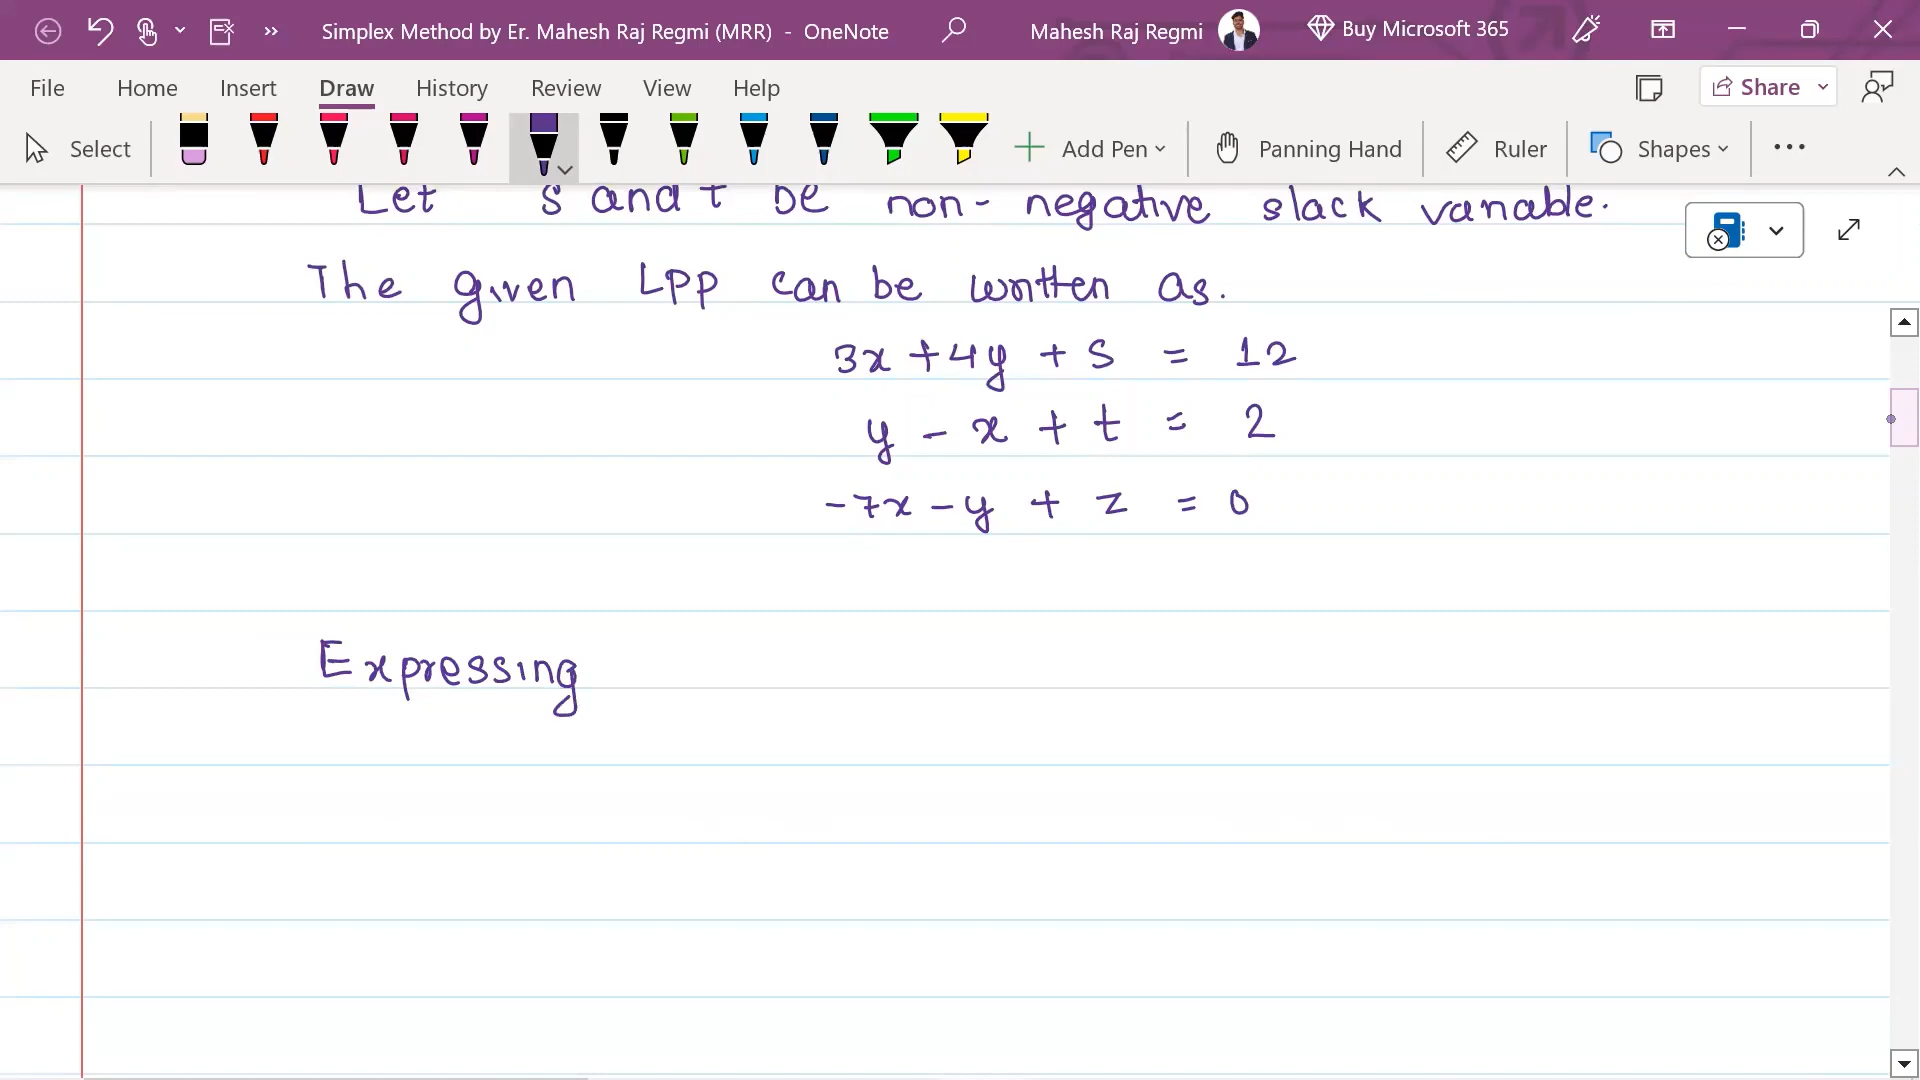 Simplex Method by Er. Mahesh Raj Regmi (MRR) - OneNote
Mahesh Raj Regmi
Buy Microsoft 365
File Home Insert Draw History Review View Help
Share
Select
Add Pen
Panning Hand
Ruler
Shapes
Let s and t be non- negative slack variable.
The given LPP can be written as.
3x + 4y + s = 12
y - x + t = 2
-7x - y + z = 0
Expressing